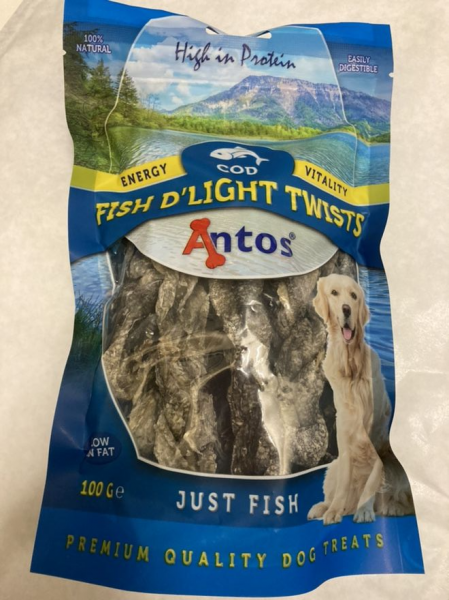 100%
NATURAL
High in Protein
EASILY
DIGESTIBLE
COD
ENERGY
VITALITY
FISH D'LIGHT TWISTS
Antos®
LOW
IN FAT
100 Ge
JUST FISH
PREMIUM QUALITY DOG TREATS